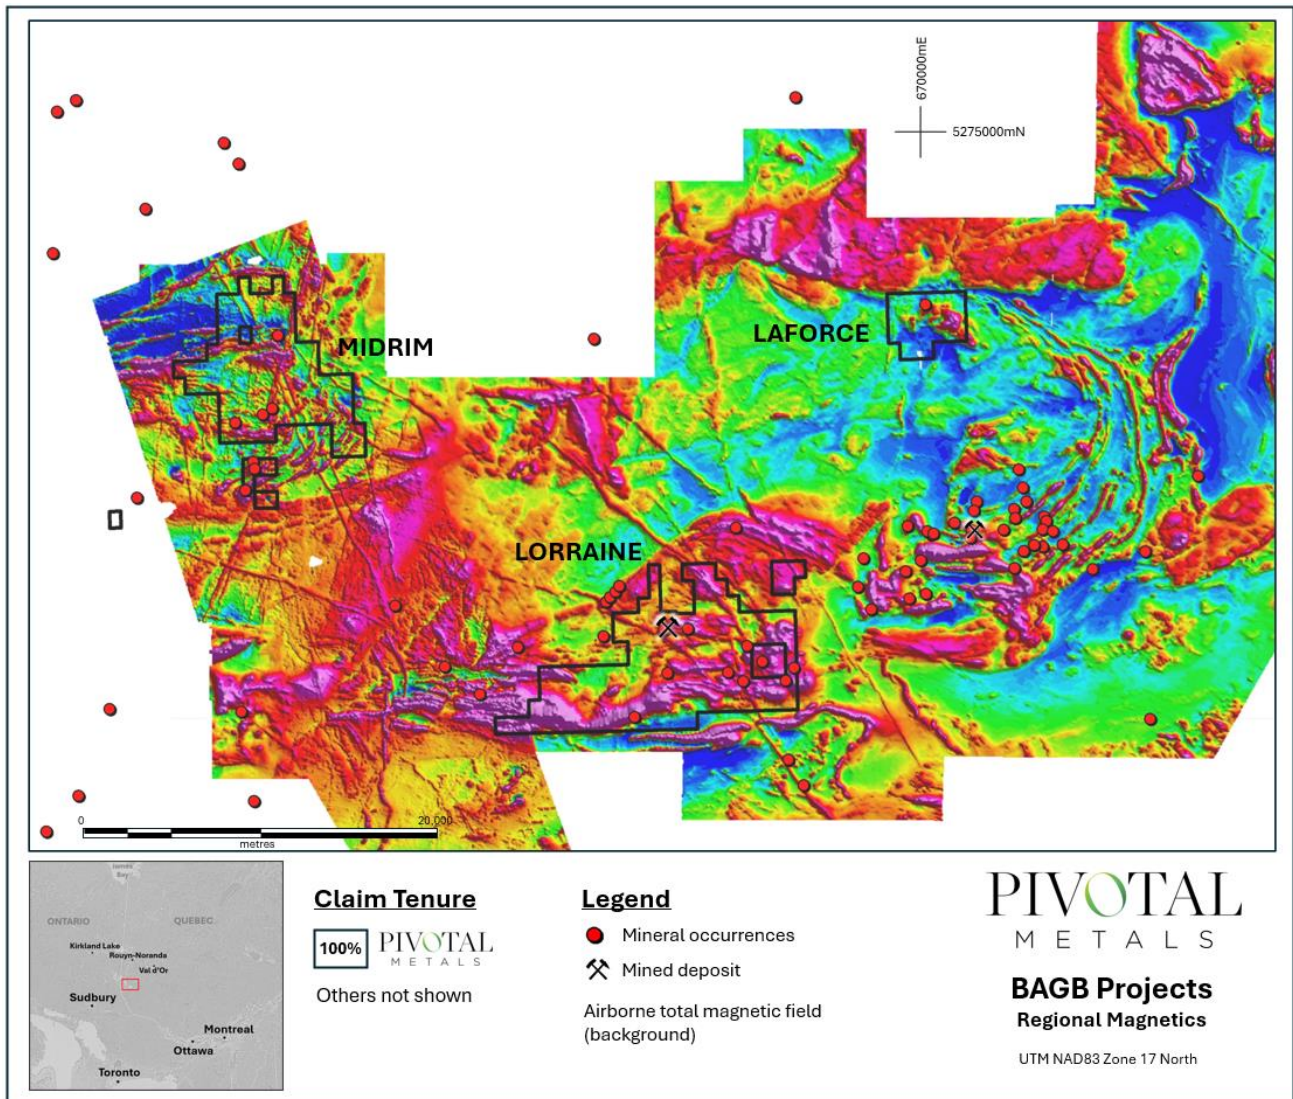 670000mE
5275000mN
MIDRIM
LAFORCE
LORRAINE
0
20,000
metres
James
Bay
ONTARIO
QUEBEC
Kirkland Lake
Rouyn-Noranda
Val d'Or
Sudbury
Montreal
Ottawa
Toronto
Claim Tenure
100%
PIVOTAL
METALS
Others not shown
Legend
Mineral occurrences
Mined deposit
Airborne total magnetic field
(background)
PIVOTAL
METALS
BAGB Projects
Regional Magnetics
UTM NAD83 Zone 17 North